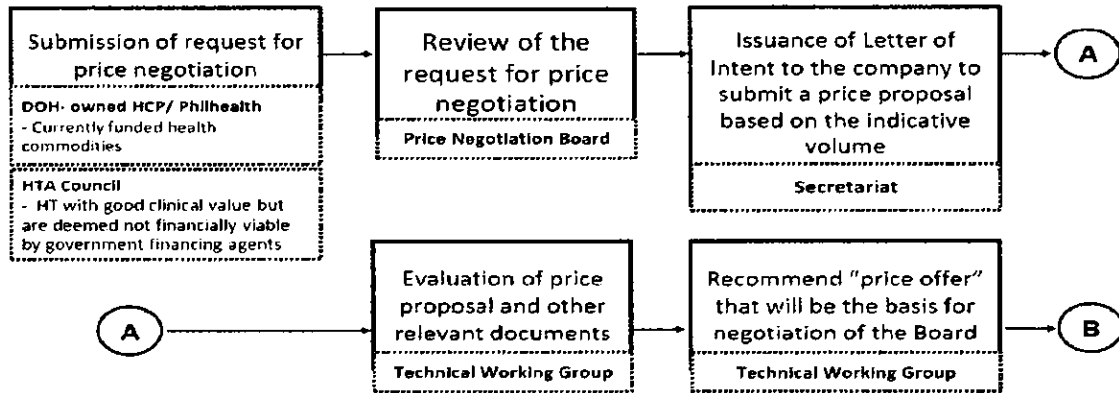 Submission of request for
price negotiation
DOH- owned HCP/ Philhealth
- Currently funded health
commodities
HTA Council
- HT with good clinical value but
are deemed not financially viable
by government financing agents
Review of the
request for price
negotiation
Price Negotiation Board
Issuance of Letter of
Intent to the company to
submit a price proposal
based on the indicative
volume
Secretariat
A
A
Evaluation of price
proposal and other
relevant documents
Technical Working Group
Recommend "price offer"
that will be the basis for
negotiation of the Board
Technical Working Group
B